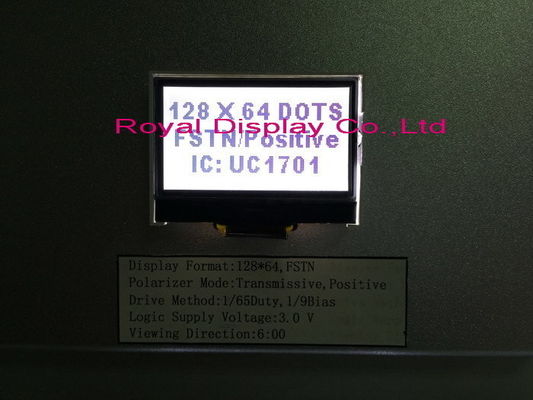 128 X 64 DOTS
Royal Display Co.,Ltd
FSTN/Positive
IC: UC1701
Display Format:128*64,FSTN
Polarizer Mode:Transmissive,Positive
Drive Method:1/65Duty,1/9Bias
Logic Supply Voltage:3.0 V
Viewing Direction:6:00